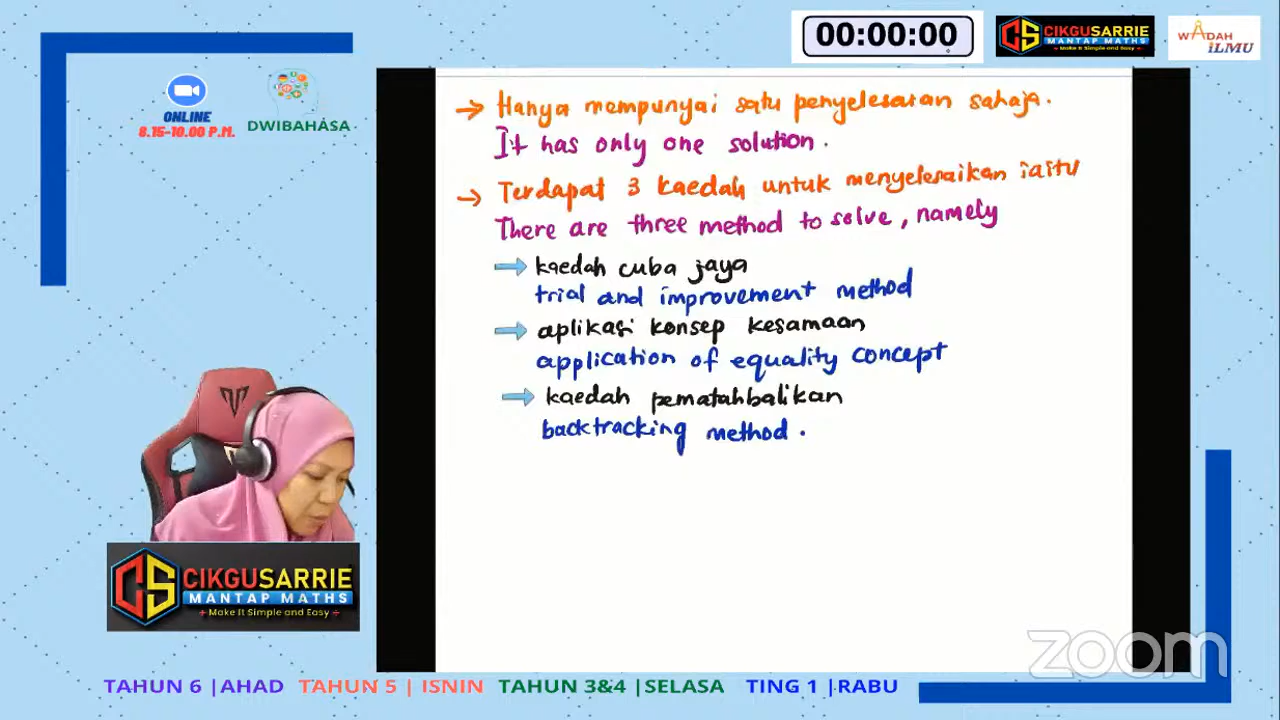 00:00:00
CS CIKGUSARRIE
MANTAP MATHS
Make It Simple and Easy
WADAH
iLMU
ONLINE
8.15-10.00 P.M.
DWIBAHASA
→ Hanya mempunyai satu penyelesaian sahaja.
It has only one solution.
→ Terdapat 3 kaedah untuk menyelesaikan iaitu
There are three method to solve, namely
kaedah cuba jaya
trial and improvement method
aplikasi konsep kesamaan
application of equality concept
kaedah pematahbalikan
backtracking method.
CS CIKGUSARRIE
MANTAP MATHS
+ Make It Simple and Easy +
zoom
TAHUN 6 |AHAD TAHUN 5 | ISNIN TAHUN 3&4 |SELASA TING 1 |RABU